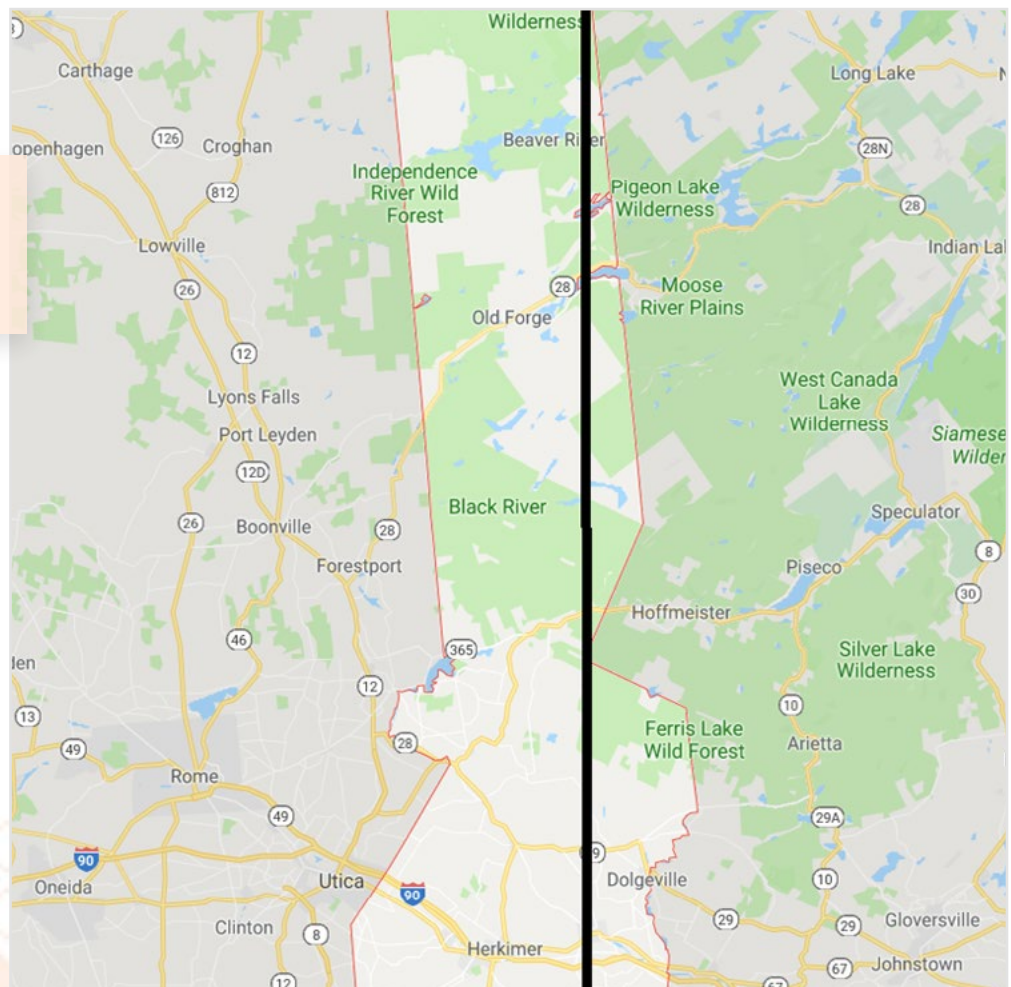 Wilderness
Carthage
Long Lake
126
Croghan
Beaver River
28N
openhagen
Independence
River Wild
Forest
812
Pigeon Lake
Wilderness
28
Lowville
Indian La
26
28
Moose
River Plains
Old Forge
12
West Canada
Lake
Wilderness
Lyons Falls
Port Leyden
Siamese
Wilder
12D
Black River
Speculator
26
Boonville
28
8
Forestport
Piseco
30
Hoffmeister
46
365
Silver Lake
Wilderness
den
12
10
13
Ferris Lake
Wild Forest
49
28
Arietta
Rome
49
29A
90
9
Oneida
Utica
90
Dolgeville
10
Clinton
8
29
29
Gloversville
Herkimer
67
Johnstown
12
67